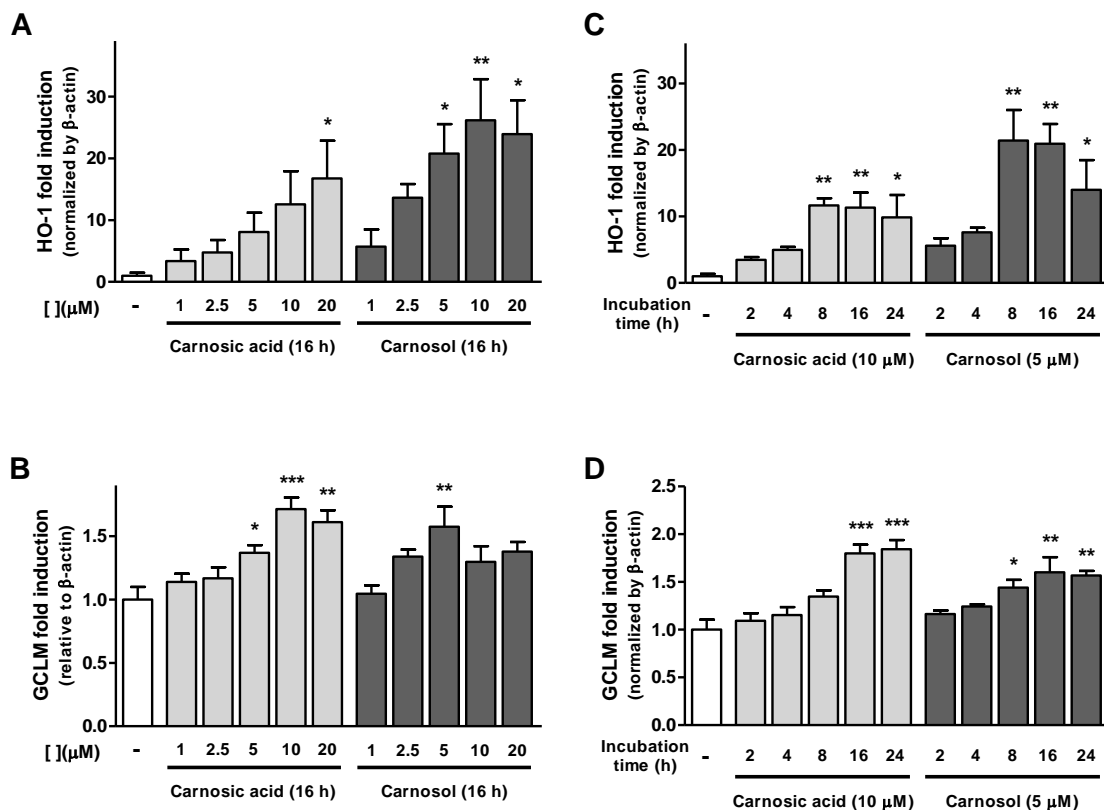 A
HO-1 fold induction
(normalized by β-actin)
30
20
10
0
*
*
**
*
[ ](μM)
- 1 2.5 5 10 20 1 2.5 5 10 20
Carnosic acid (16 h) Carnosol (16 h)
C
HO-1 fold induction
(normalized by β-actin)
30
20
10
0
** ** *
** ** *
Incubation
time (h)
- 2 4 8 16 24 2 4 8 16 24
Carnosic acid (10 μM) Carnosol (5 μM)
B
GCLM fold induction
(relative to β-actin)
1.5
1.0
1.5
0.0
* *** **
**
[ ](μM)
- 1 2.5 5 10 20 1 2.5 5 10 20
Carnosic acid (16 h) Carnosol (16 h)
D
GCLM fold induction
(normalized by β-actin)
2.5
2.0
1.5
1.0
0.5
0.0
*** ***
* ** **
Incubation
time (h)
- 2 4 8 16 24 2 4 8 16 24
Carnosic acid (10 μM) Carnosol (5 μM)